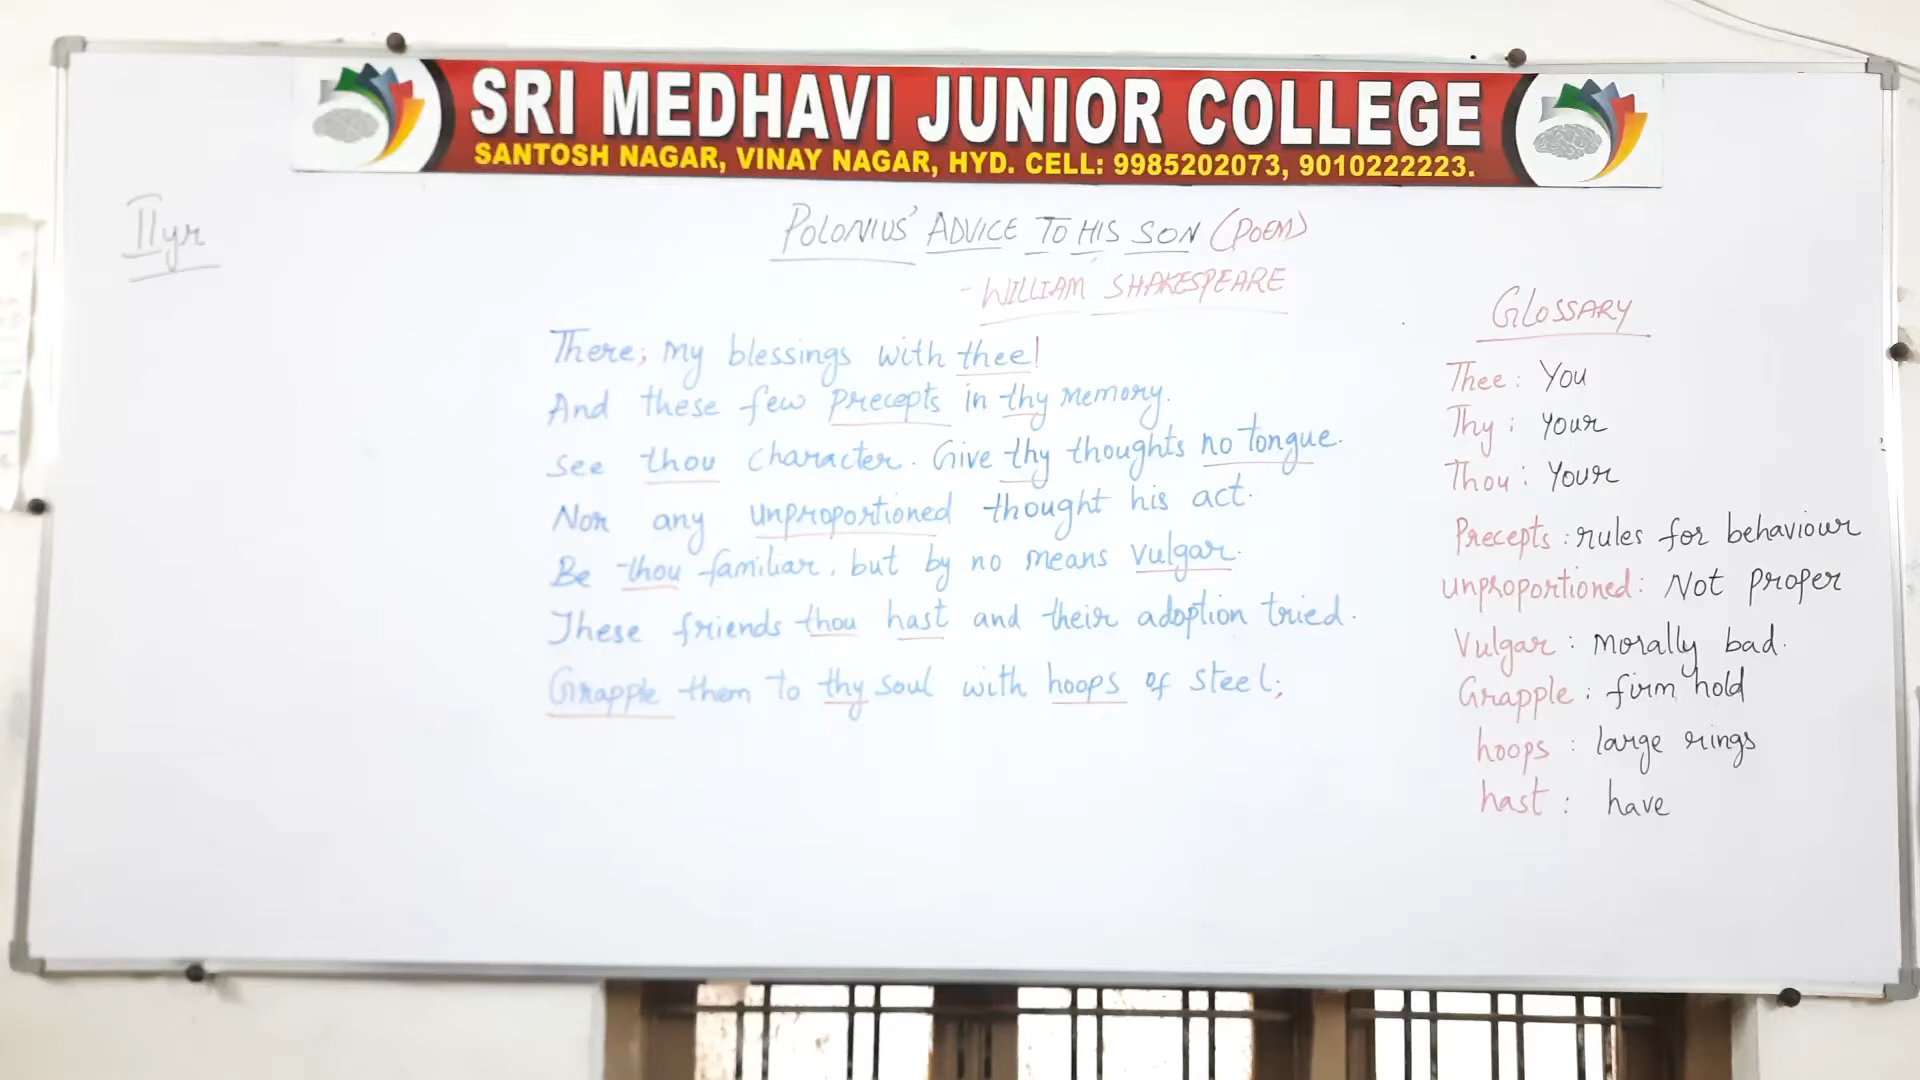 SRI MEDHAVI JUNIOR COLLEGE
SANTOSH NAGAR, VINAY NAGAR, HYD. CELL: 9985202073, 9010222223.
II yr
POLONIUS' ADVICE TO HIS SON (POEM)
- WILLIAM SHAKESPEARE
There; my blessings with thee!
And these few precepts in thy memory.
see thou character. Give thy thoughts no tongue.
Nor any unproportioned thought his act.
Be thou familiar, but by no means vulgar.
These friends thou hast and their adoption tried.
Grapple them to thy soul with hoops of steel;
GLOSSARY
Thee: You
Thy: Your
Thou: Your
Precepts: rules for behaviour
unproportioned: Not proper
Vulgar: Morally bad.
Grapple: firm hold
hoops: large rings
hast: have